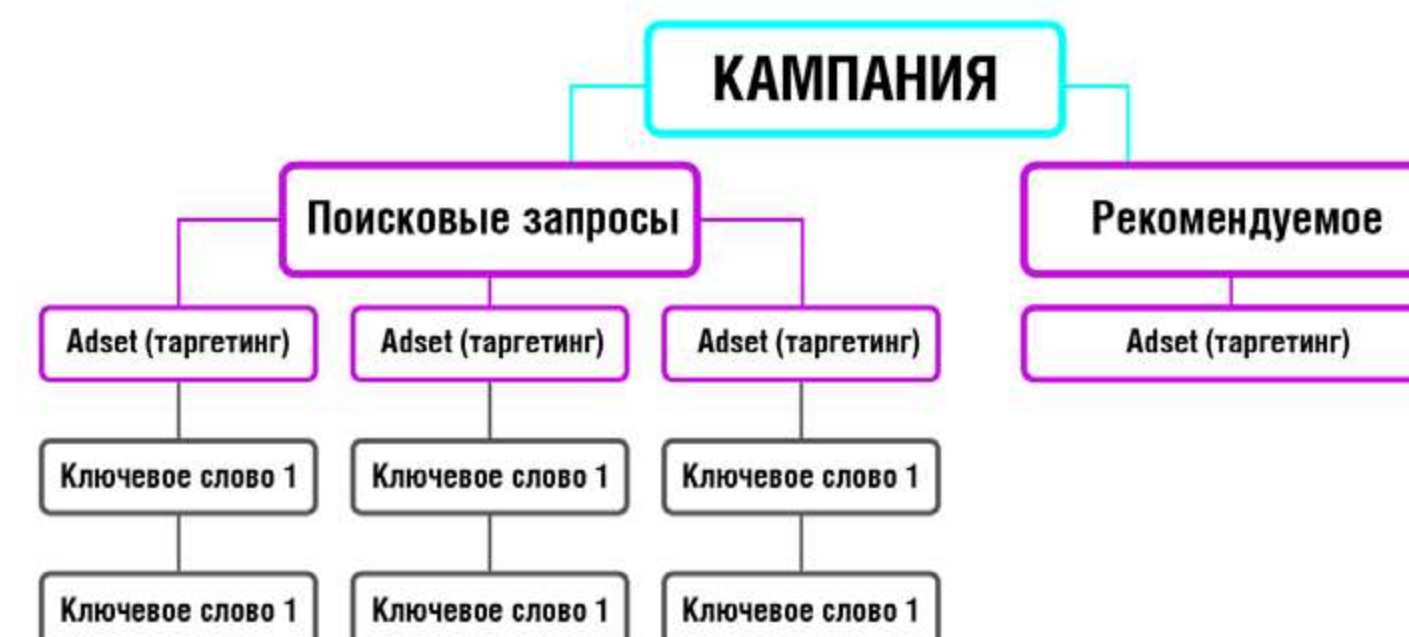 КАМПАНИЯ
Поисковые запросы
Рекомендуемое
Adset (таргетинг)
Adset (таргетинг)
Adset (таргетинг)
Adset (таргетинг)
Ключевое слово 1
Ключевое слово 1
Ключевое слово 1
Ключевое слово 1
Ключевое слово 1
Ключевое слово 1